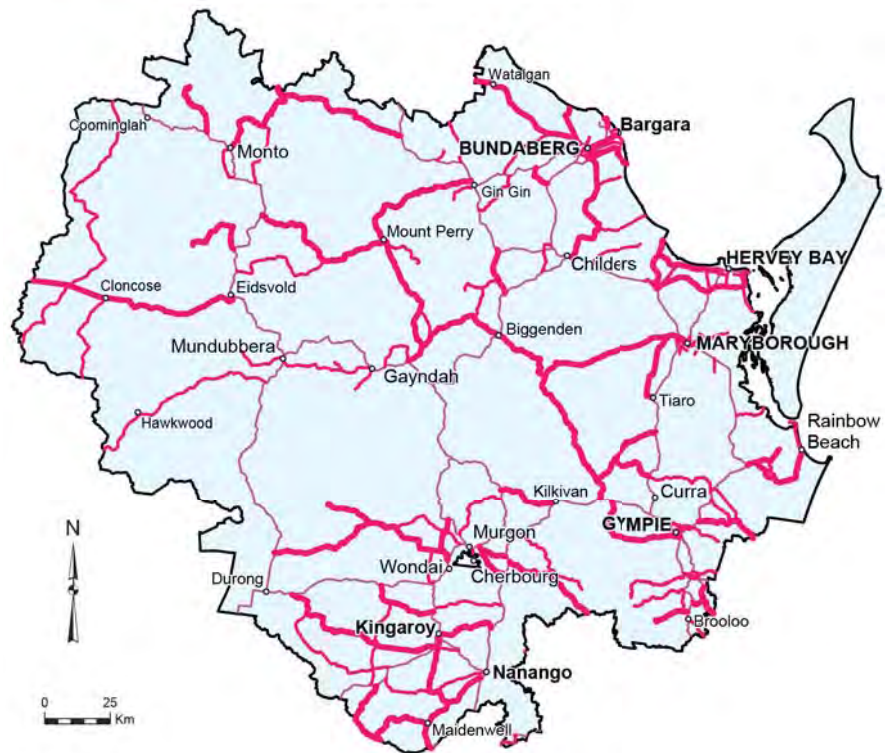 Watalgan
Coominglah
Bargara
Monto
BUNDABERG
Gin Gin
Mount Perry
Childers
HERVEY BAY
Cloncose
Eidsvold
Biggenden
MARYBOROUGH
Mundubbera
Gayndah
Hawkwood
Tiaro
Rainbow
Beach
Kilkivan
Curra
N
GYMPIE
Murgon
Wondai
Cherbourg
Durong
Kingaroy
Brooloo
Nanango
0 25
Km
Maidenwell